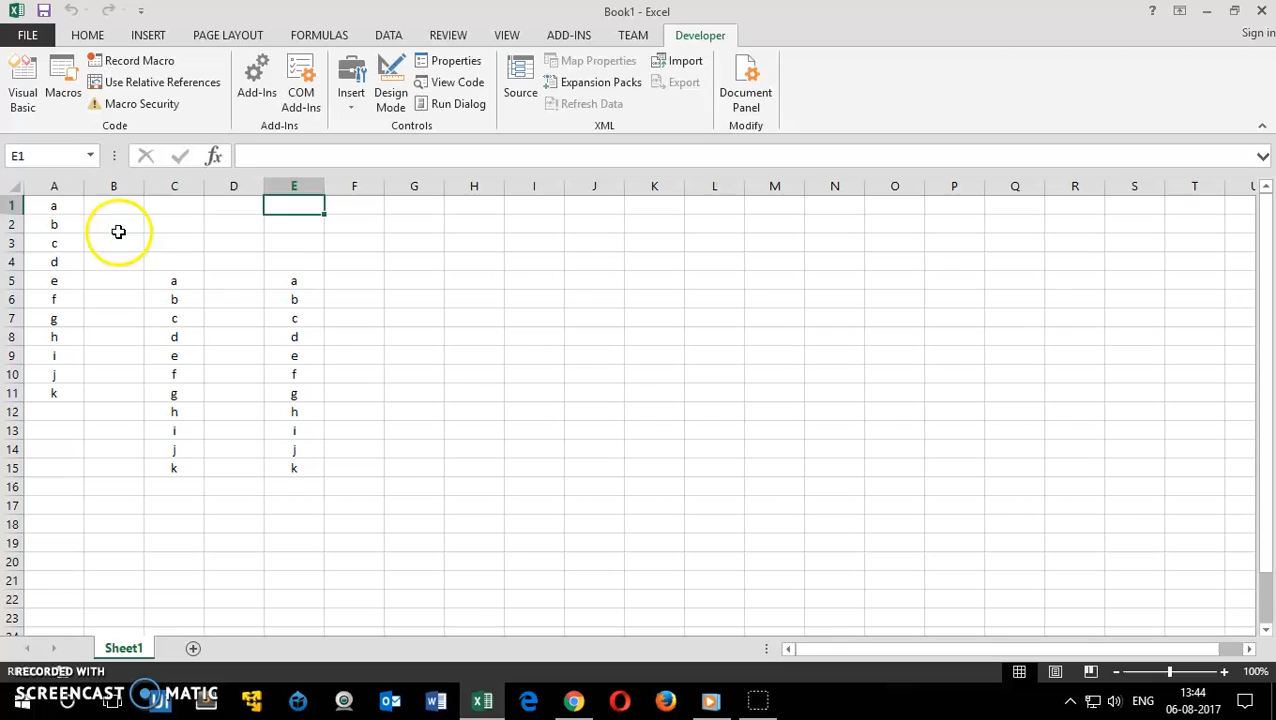 Book1 - Excel
FILE HOME INSERT PAGE LAYOUT FORMULAS DATA REVIEW VIEW ADD-INS TEAM Developer Sign in
Visual Basic
Macros
Record Macro
Use Relative References
Macro Security
Code
Add-Ins
COM Add-Ins
Add-Ins
Insert
Design Mode
Properties
View Code
Run Dialog
Controls
Source
Map Properties
Expansion Packs
Refresh Data
Import
Export
XML
Document Panel
Modify
E1 fx
A B C D E F G H I J K L M N O P Q R S T U
1 a
2 b
3 c
4 d
5 e a a
6 f b b
7 g c c
8 h d d
9 i e e
10 j f f
11 k g g
12 h h
13 i i
14 j j
15 k k
16
17
18
19
20
21
22
23
24
Sheet1
RECORDED WITH
100%
SCREENCAST MATIC
ENG
13:44
06-08-2017